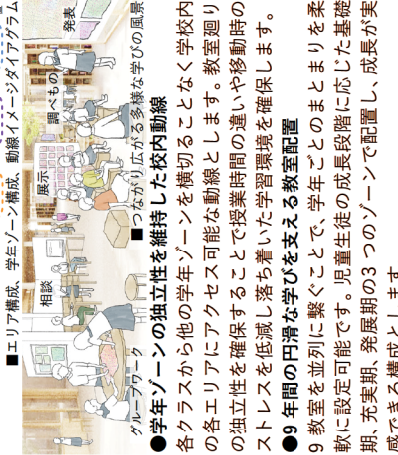 ■エリア構成、学年ゾーン構成、動線イメージダイアグラム
発表
調べもの
展示
相談
グループワーク
■つながり広がる多様な学びの風景
●学年ゾーンの独立性を維持した校内動線
各クラスから他の学年ゾーンを横切ることなく学校内
の各エリアにアクセス可能な動線とします。教室廻り
の独立性を確保することで授業時間の違いや移動時の
ストレスを低減し落ち着いた学習環境を確保します。
●9年間の円滑な学びを支える教室配置
9教室を並列に繋ぐことで、学年ごとのまとまりを柔
軟に設定可能です。児童生徒の成長段階に応じた基礎
期、充実期、発展期の3つのゾーンで配置し、成長が実
感できる構成とします。